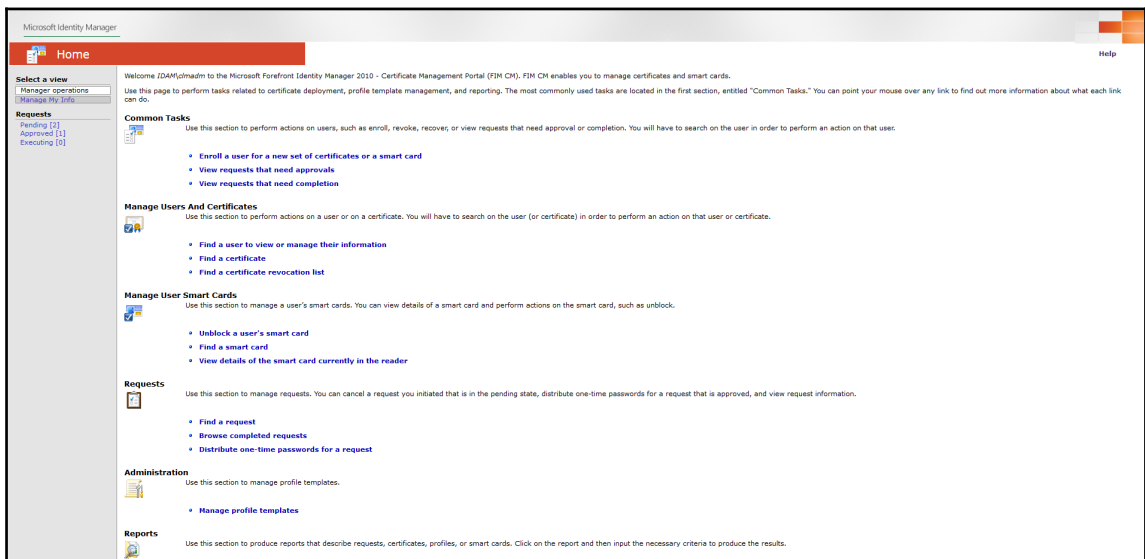 Microsoft Identity Manager
Home
Help
Select a view
Manager operations
Manage My Info
Requests
Pending [2]
Approved [1]
Executing [0]
Welcome IDAM\clmadm to the Microsoft Forefront Identity Manager 2010 - Certificate Management Portal (FIM CM). FIM CM enables you to manage certificates and smart cards.
Use this page to perform tasks related to certificate deployment, profile template management, and reporting. The most commonly used tasks are located in the first section, entitled "Common Tasks." You can point your mouse over any link to find out more information about what each link
can do.
Common Tasks
Use this section to perform actions on users, such as enroll, revoke, recover, or view requests that need approval or completion. You will have to search on the user in order to perform an action on that user.
Enroll a user for a new set of certificates or a smart card
View requests that need approvals
View requests that need completion
Manage Users And Certificates
Use this section to perform actions on a user or on a certificate. You will have to search on the user (or certificate) in order to perform an action on that user or certificate.
Find a user to view or manage their information
Find a certificate
Find a certificate revocation list
Manage User Smart Cards
Use this section to manage a user's smart cards. You can view details of a smart card and perform actions on the smart card, such as unblock.
Unblock a user's smart card
Find a smart card
View details of the smart card currently in the reader
Requests
Use this section to manage requests. You can cancel a request you initiated that is in the pending state, distribute one-time passwords for a request that is approved, and view request information.
Find a request
Browse completed requests
Distribute one-time passwords for a request
Administration
Use this section to manage profile templates.
Manage profile templates
Reports
Use this section to produce reports that describe requests, certificates, profiles, or smart cards. Click on the report and then input the necessary criteria to produce the results.